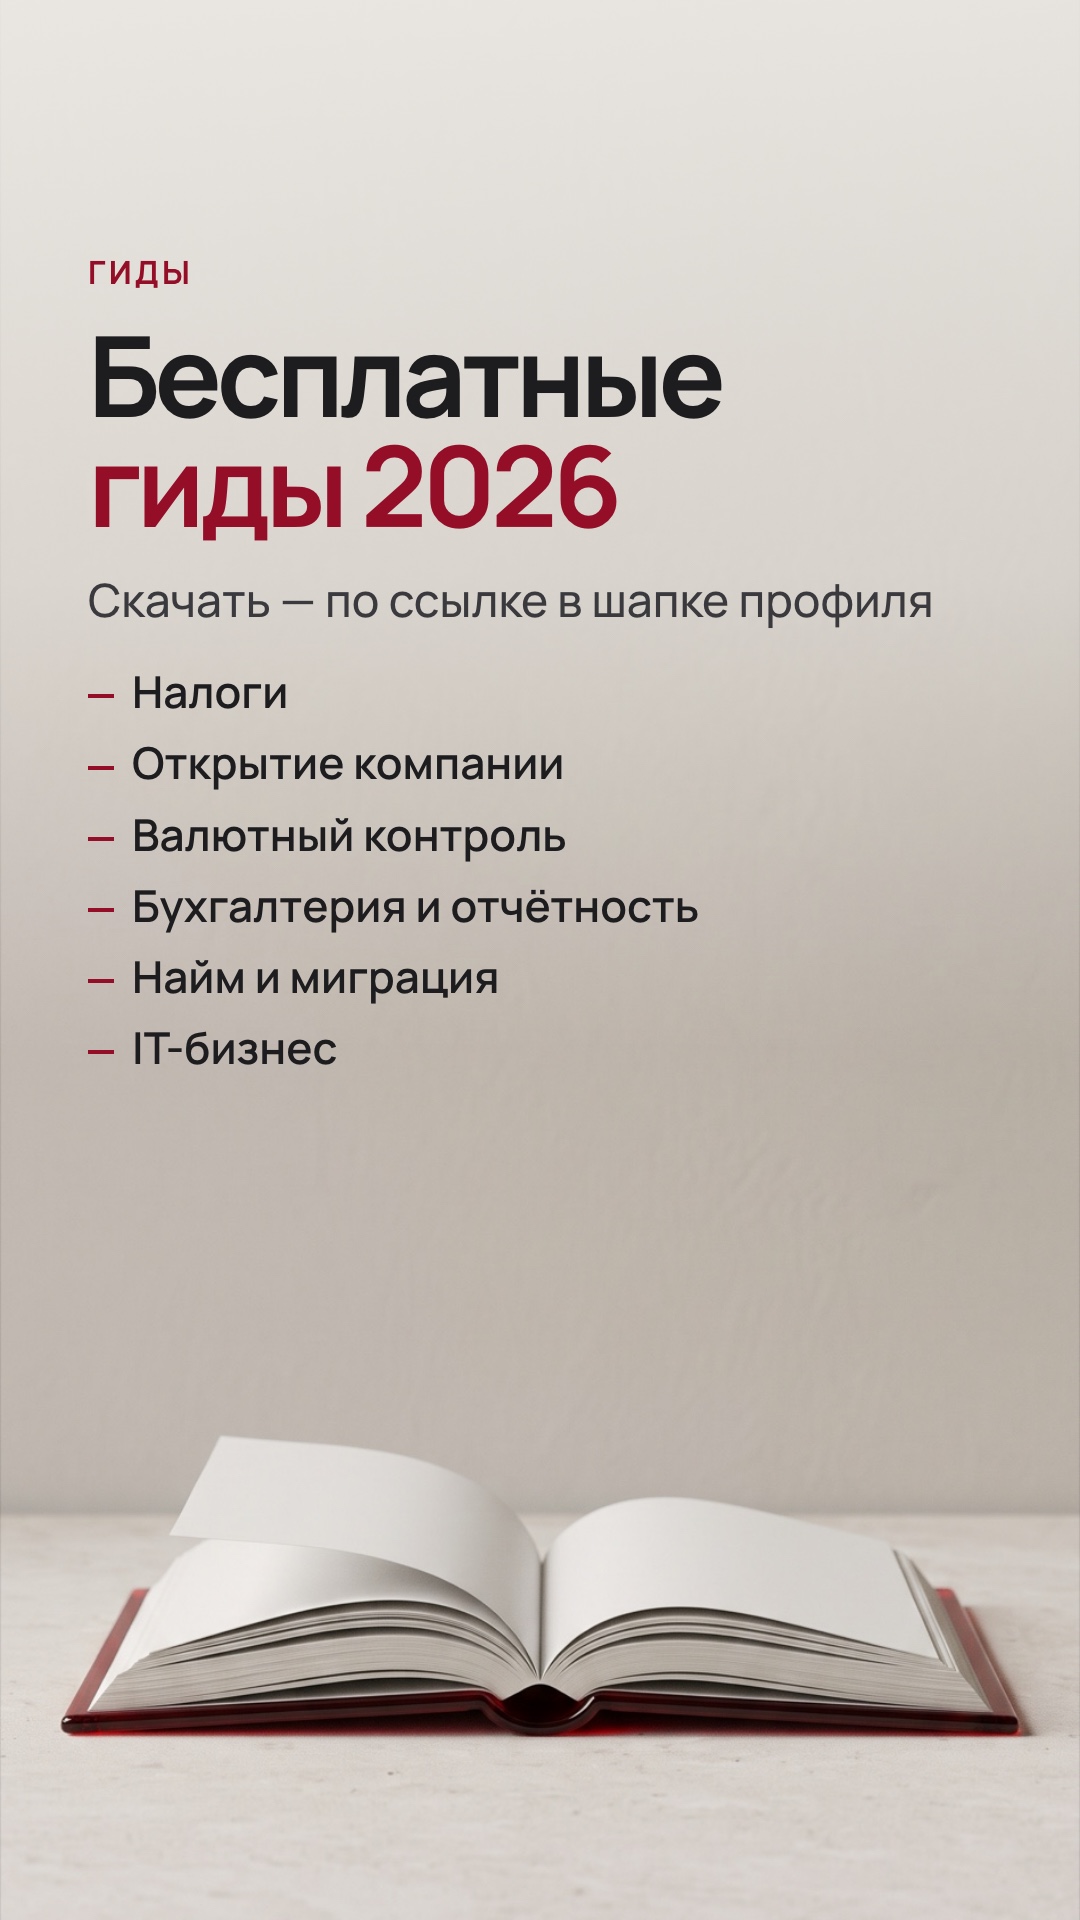 ГИДЫ
Бесплатные
гиды 2026
Скачать — по ссылке в шапке профиля
— Налоги
— Открытие компании
— Валютный контроль
— Бухгалтерия и отчётность
— Найм и миграция
— IT-бизнес